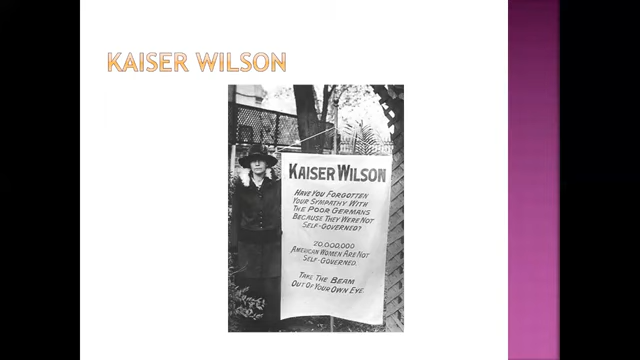 KAISER WILSON
KAISER WILSON
HAVE YOU FORGOTTEN
YOUR SYMPATHY WITH
THE POOR GERMANS
BECAUSE THEY WERE NOT
SELF-GOVERNED?
20,000,000
AMERICAN WOMEN ARE NOT
SELF-GOVERNED.
TAKE THE BEAM
OUT OF YOUR OWN EYE